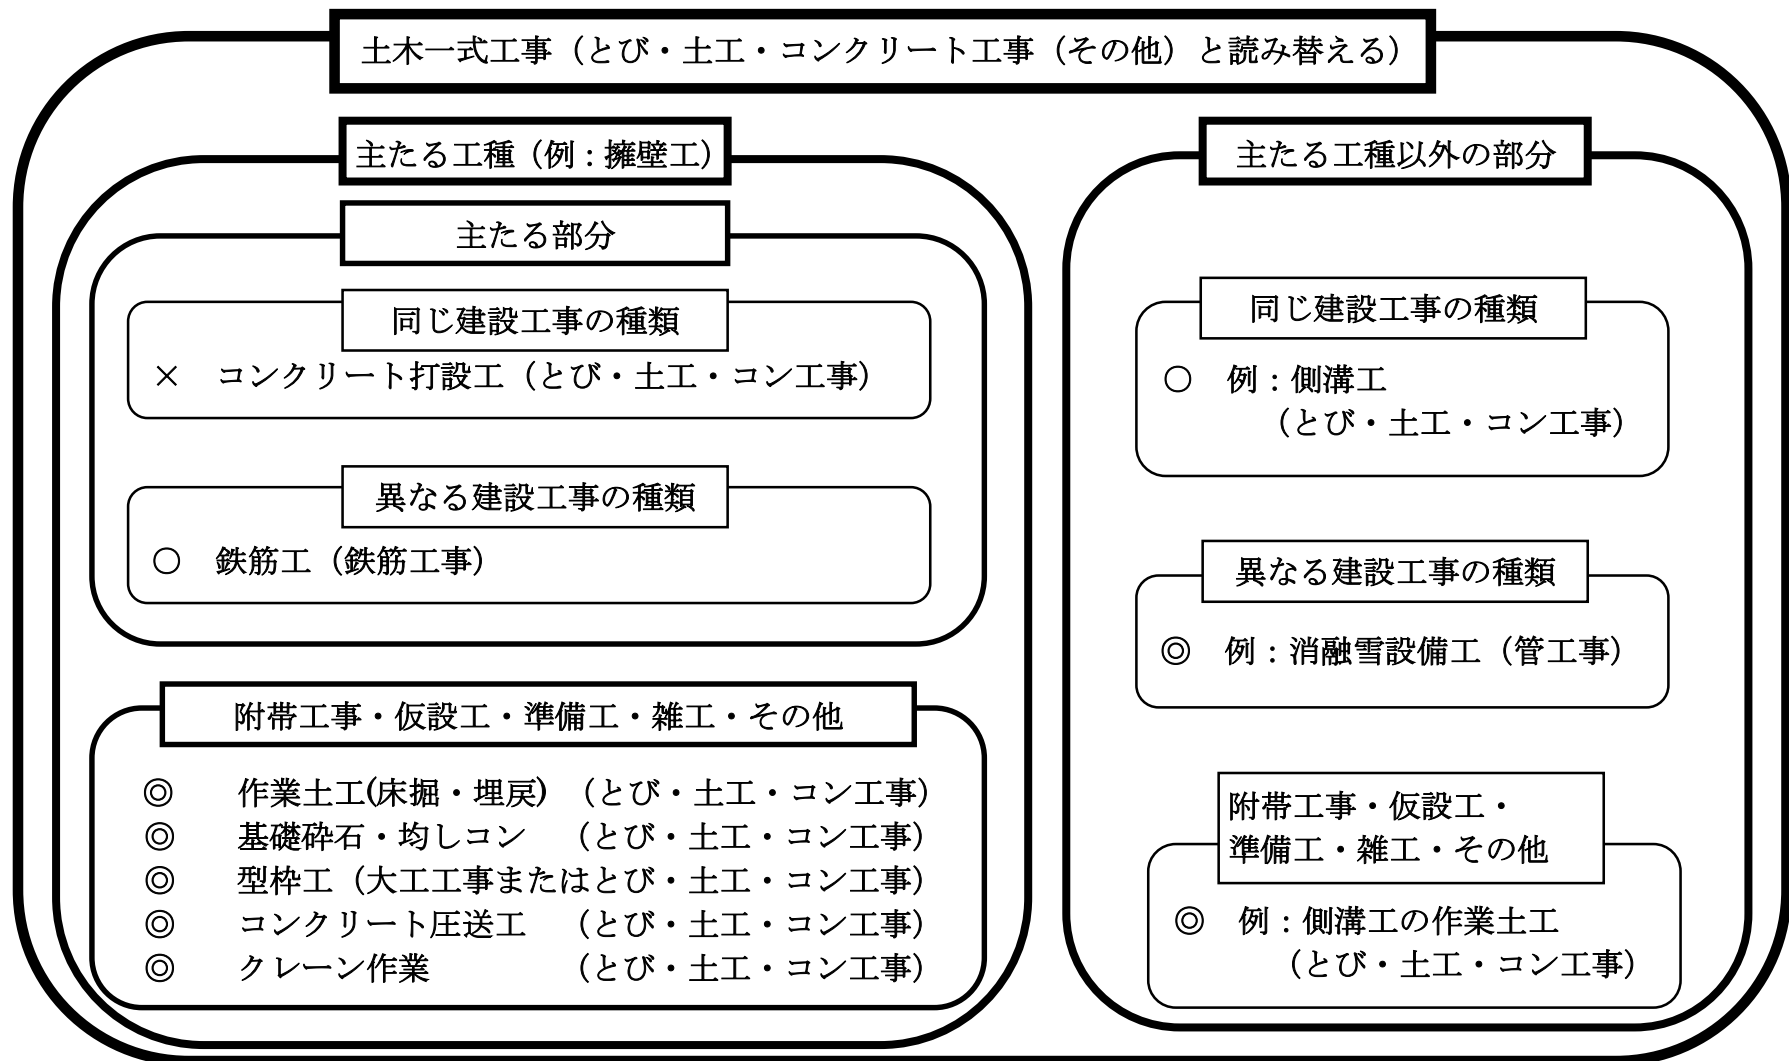 土木一式工事（とび・土工・コンクリート工事（その他）と読み替える）
主たる工種（例：擁壁工）
主たる部分
同じ建設工事の種類
×　コンクリート打設工（とび・土工・コン工事）
異なる建設工事の種類
○　鉄筋工（鉄筋工事）
附帯工事・仮設工・準備工・雑工・その他
◎　作業土工(床掘・埋戻)　（とび・土工・コン工事）
◎　基礎砕石・均しコン　（とび・土工・コン工事）
◎　型枠工（大工工事またはとび・土工・コン工事）
◎　コンクリート圧送工　（とび・土工・コン工事）
◎　クレーン作業　（とび・土工・コン工事）
主たる工種以外の部分
同じ建設工事の種類
○　例：側溝工
（とび・土工・コン工事）
異なる建設工事の種類
◎　例：消融雪設備工（管工事）
附帯工事・仮設工・
準備工・雑工・その他
◎　例：側溝工の作業土工
（とび・土工・コン工事）